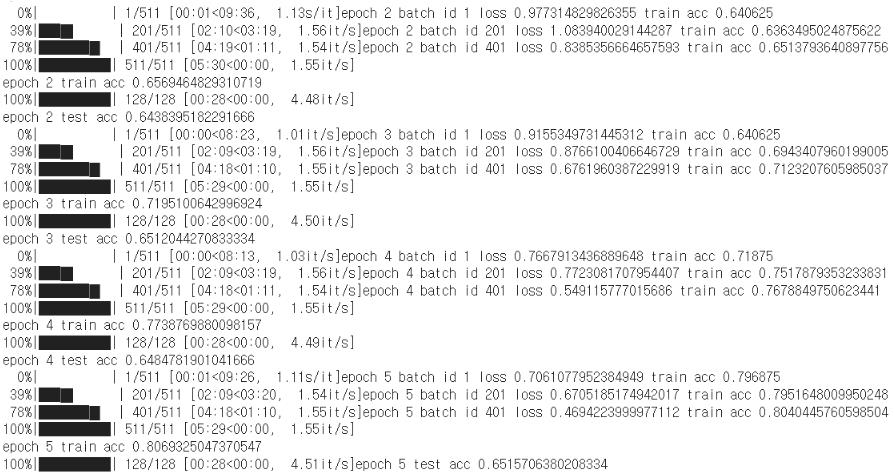 0%| | 1/511 [00:01<09:36, 1.13s/it]epoch 2 batch id 1 loss 0.977314829826355 train acc 0.640625
39%| | 201/511 [02:10<03:19, 1.56it/s]epoch 2 batch id 201 loss 1.083940029144287 train acc 0.6363495024875622
78%| | 401/511 [04:19<01:11, 1.54it/s]epoch 2 batch id 401 loss 0.8385356664657593 train acc 0.6513793640897756
100%| | 511/511 [05:30<00:00, 1.55it/s]
epoch 2 train acc 0.6569464829310719
100%| | 128/128 [00:28<00:00, 4.48it/s]
epoch 2 test acc 0.6438395182291666
0%| | 1/511 [00:00<08:23, 1.01it/s]epoch 3 batch id 1 loss 0.9155349731445312 train acc 0.640625
39%| | 201/511 [02:09<03:19, 1.56it/s]epoch 3 batch id 201 loss 0.8766100406646729 train acc 0.6943407960199005
78%| | 401/511 [04:18<01:10, 1.55it/s]epoch 3 batch id 401 loss 0.6761960387229919 train acc 0.7123207605985037
100%| | 511/511 [05:29<00:00, 1.55it/s]
epoch 3 train acc 0.7195100642996924
100%| | 128/128 [00:28<00:00, 4.50it/s]
epoch 3 test acc 0.6512044270833334
0%| | 1/511 [00:00<08:13, 1.03it/s]epoch 4 batch id 1 loss 0.7667913436889648 train acc 0.71875
39%| | 201/511 [02:09<03:19, 1.56it/s]epoch 4 batch id 201 loss 0.7723081707954407 train acc 0.7517879353233831
78%| | 401/511 [04:18<01:11, 1.54it/s]epoch 4 batch id 401 loss 0.549115777015686 train acc 0.7678849750623441
100%| | 511/511 [05:29<00:00, 1.55it/s]
epoch 4 train acc 0.7738769880098157
100%| | 128/128 [00:28<00:00, 4.49it/s]
epoch 4 test acc 0.6484781901041666
0%| | 1/511 [00:01<09:26, 1.11s/it]epoch 5 batch id 1 loss 0.7061077952384949 train acc 0.796875
39%| | 201/511 [02:09<03:20, 1.54it/s]epoch 5 batch id 201 loss 0.6705185174942017 train acc 0.7951648009950248
78%| | 401/511 [04:18<01:10, 1.55it/s]epoch 5 batch id 401 loss 0.4694223999977112 train acc 0.8040445760598504
100%| | 511/511 [05:29<00:00, 1.55it/s]
epoch 5 train acc 0.8069325047370547
100%| | 128/128 [00:28<00:00, 4.51it/s]epoch 5 test acc 0.6515706380208334